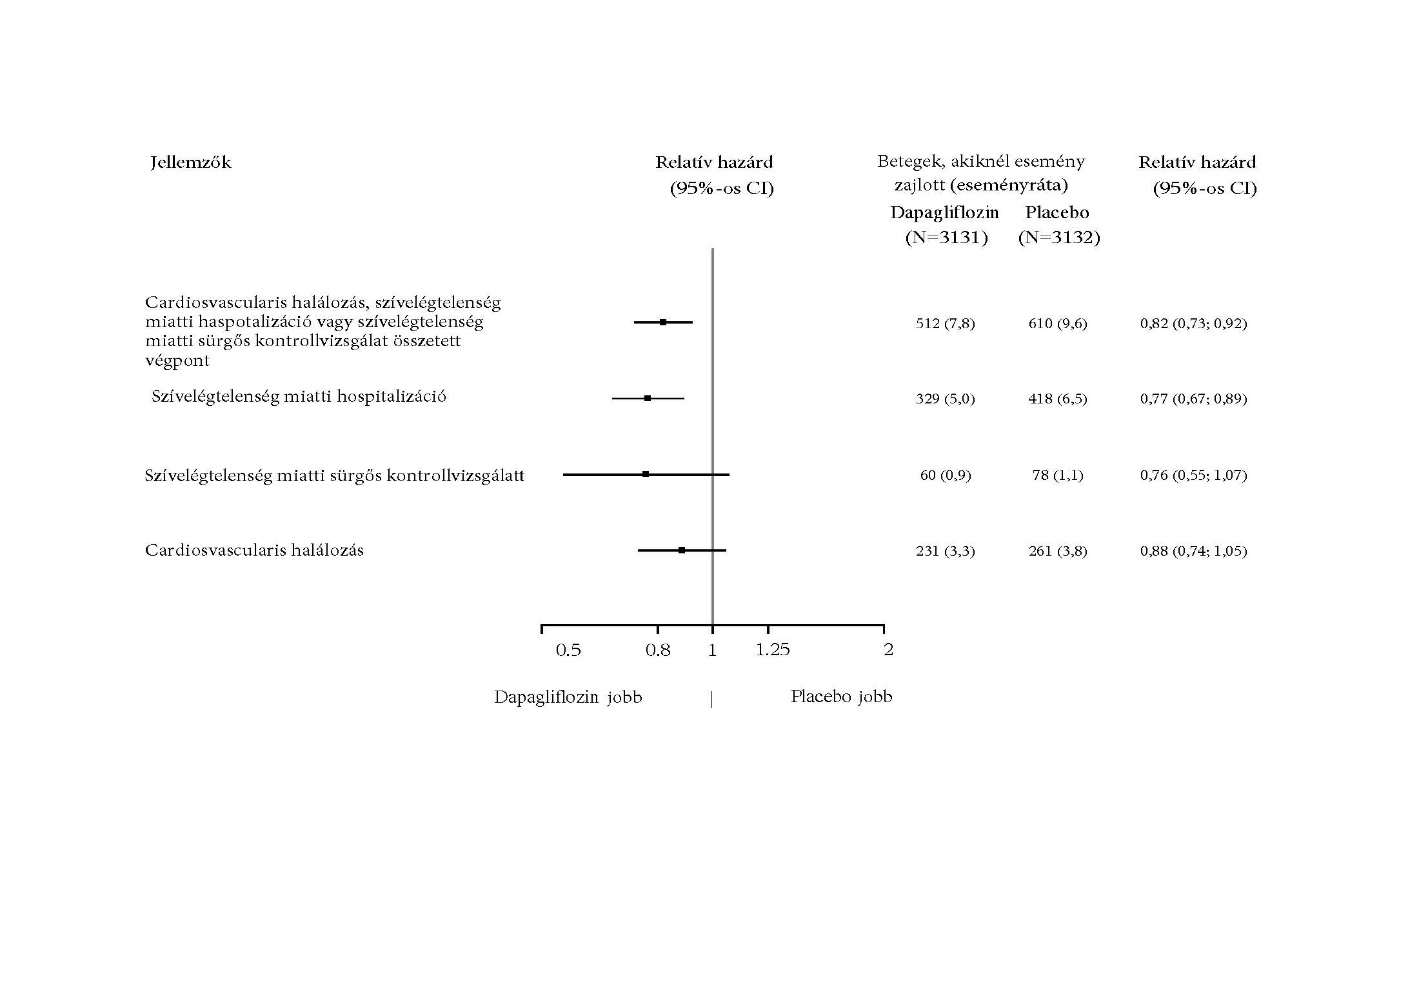 Jellemzők
Relatív hazárd
(95%-os CI)
Betegek, akiknél esemény
zajlott (eseményráta)
Dapagliflozin Placebo
(N=3131) (N=3132)
Relatív hazárd
(95%-os CI)
Cardiosvascularis halálozás, szívelégtelenség
miatti haspotalizáció vagy szívelégtelenség
miatti sürgős kontrollvizsgálat összetett
végpont
512 (7,8) 610 (9,6) 0,82 (0,73; 0,92)
Szívelégtelenség miatti hospitalizáció 329 (5,0) 418 (6,5) 0,77 (0,67; 0,89)
Szívelégtelenség miatti sürgős kontrollvizsgálatt 60 (0,9) 78 (1,1) 0,76 (0,55; 1,07)
Cardiosvascularis halálozás 231 (3,3) 261 (3,8) 0,88 (0,74; 1,05)
0.5 0.8 1 1.25 2
Dapagliflozin jobb | Placebo jobb